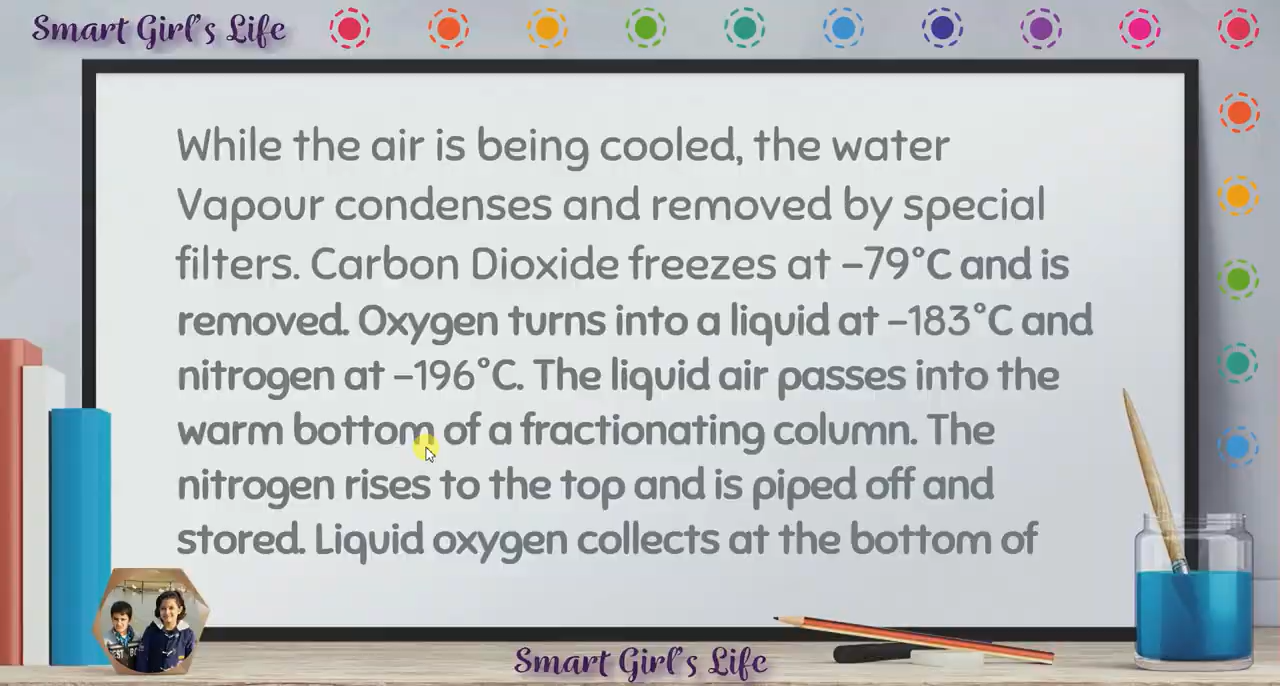 Smart Girl's Life
While the air is being cooled, the water
Vapour condenses and removed by special
filters. Carbon Dioxide freezes at –79°C and is
removed. Oxygen turns into a liquid at –183°C and
nitrogen at –196°C. The liquid air passes into the
warm bottom of a fractionating column. The
nitrogen rises to the top and is piped off and
stored. Liquid oxygen collects at the bottom of
Smart Girl's Life